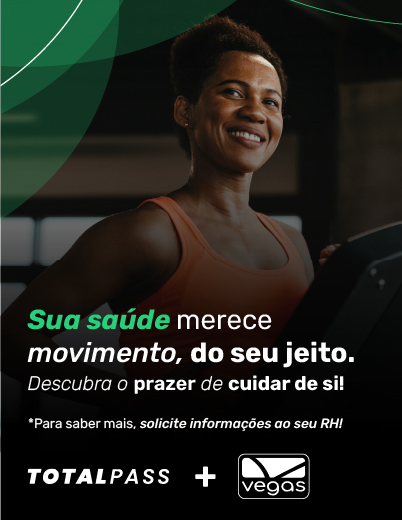 Sua saúde merece
movimento, do seu jeito.
Descubra o prazer de cuidar de si!
*Para saber mais, solicite informações ao seu RH!
TOTALPASS + vegas